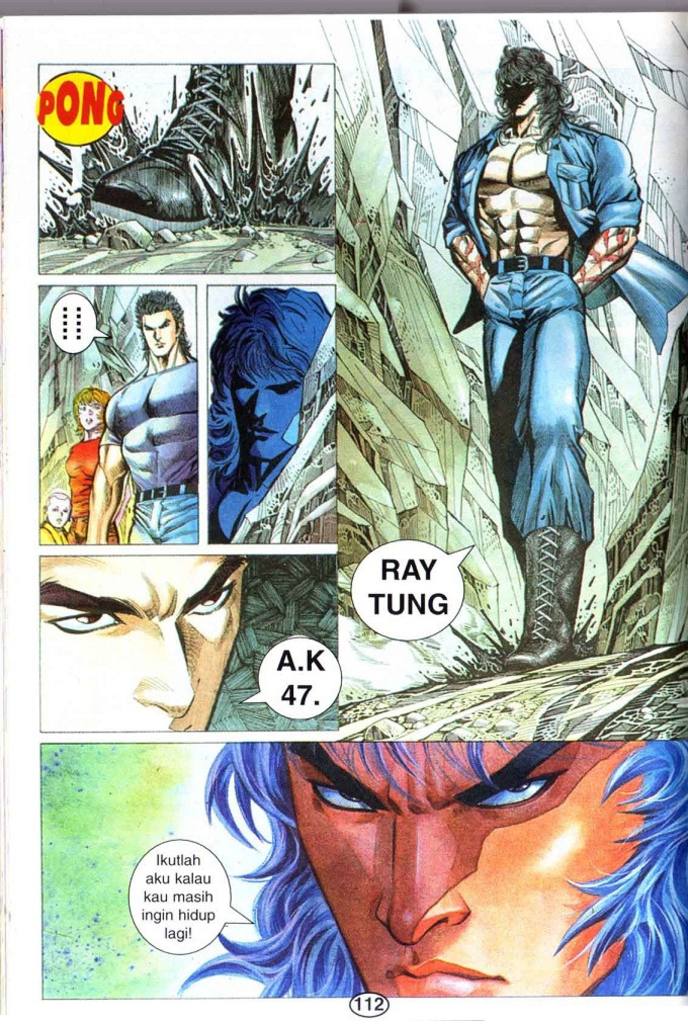 PONG
RAY
TUNG
A.K
47.
Ikutlah
aku kalau
kau masih
ingin hidup
lagi!
112